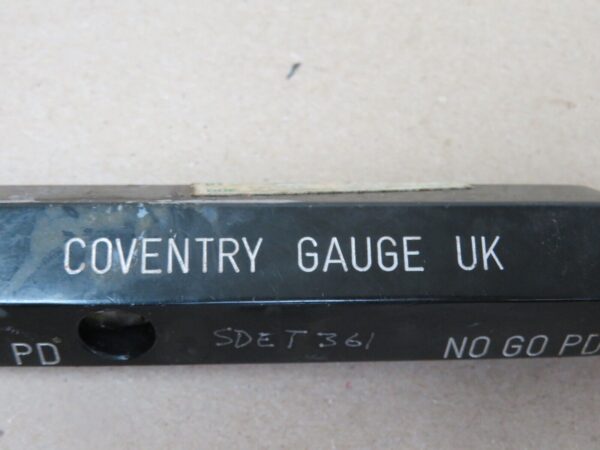 COVENTRY GAUGE UK
PD SDET 361 NO GO PD